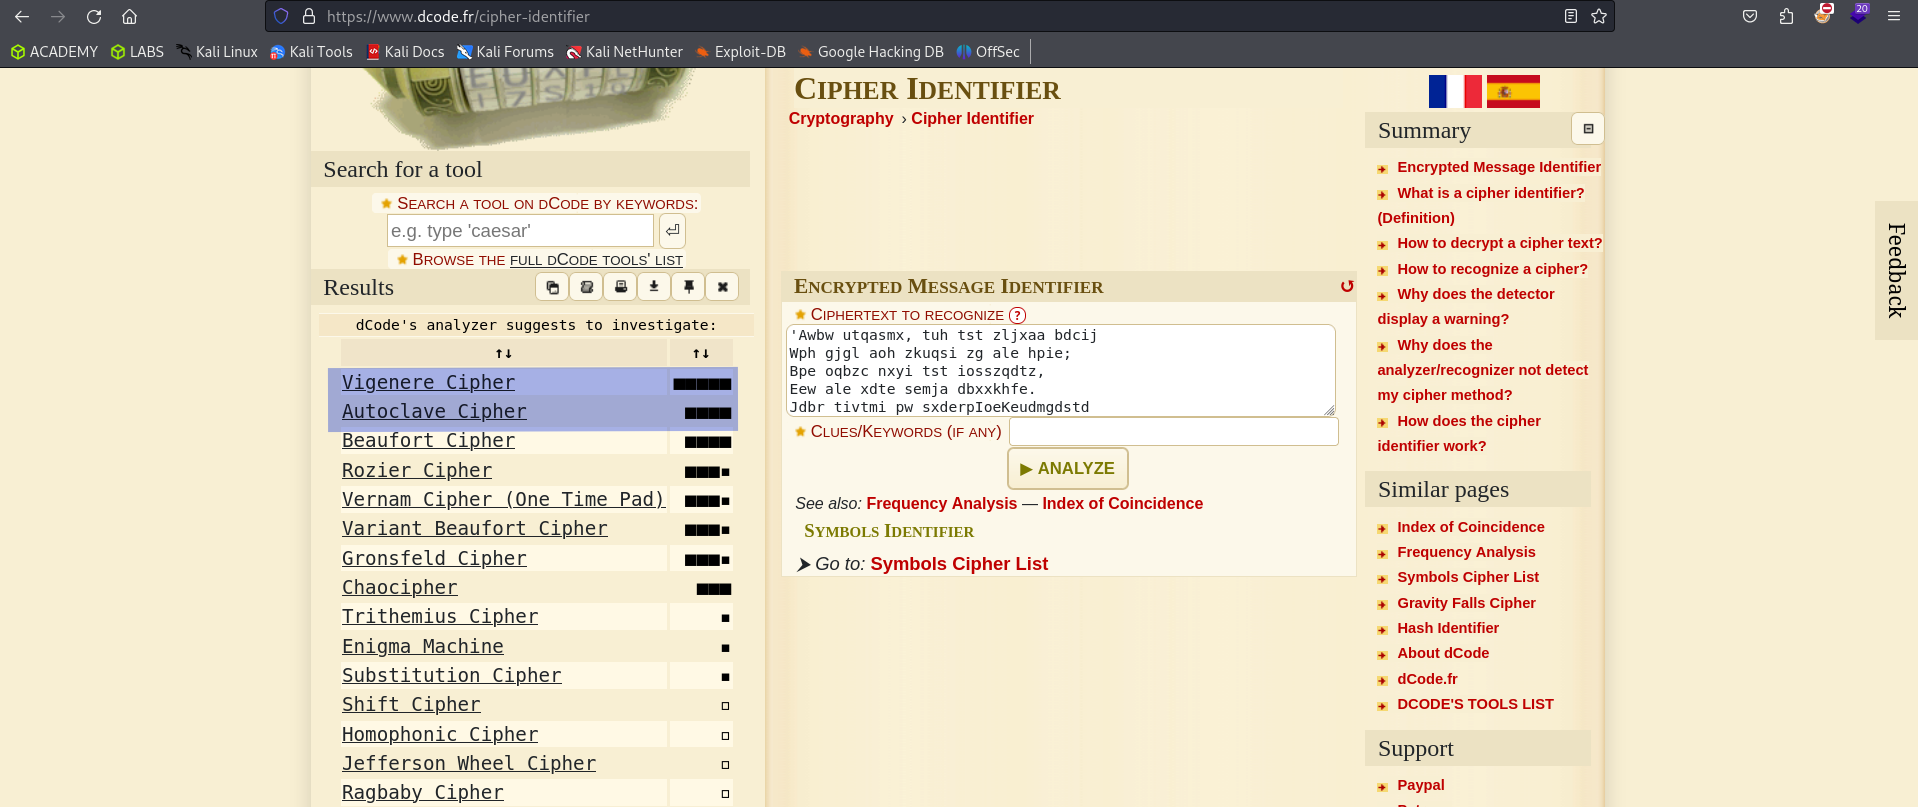 https://www.dcode.fr/cipher-identifier
20
ACADEMY LABS Kali Linux Kali Tools Kali Docs Kali Forums Kali NetHunter Exploit-DB Google Hacking DB OffSec
Search for a tool
Search a tool on dCode by keywords:
e.g. type 'caesar'
Browse the full dCode tools' list
Results
dCode's analyzer suggests to investigate:
↑↓ ↑↓
Vigenere Cipher
Autoclave Cipher
Beaufort Cipher
Rozier Cipher
Vernam Cipher (One Time Pad)
Variant Beaufort Cipher
Gronsfeld Cipher
Chaocipher
Trithemius Cipher
Enigma Machine
Substitution Cipher
Shift Cipher
Homophonic Cipher
Jefferson Wheel Cipher
Ragbaby Cipher
Cipher Identifier
Cryptography › Cipher Identifier
Encrypted Message Identifier
Ciphertext to recognize ?
'Awbw utqasmx, tuh tst zljxaa bdcij
Wph gjgl aoh zkuqsi zg ale hpie;
Bpe oqbzc nxyi tst iosszqdtz,
Eew ale xdte semja dbxxkhfe.
Jdbr tivtmi pw sxderpIoeKeudmgdstd
Clues/Keywords (if any)
▶ ANALYZE
See also: Frequency Analysis — Index of Coincidence
Symbols Identifier
➤ Go to: Symbols Cipher List
Summary
Encrypted Message Identifier
What is a cipher identifier?
(Definition)
How to decrypt a cipher text?
How to recognize a cipher?
Why does the detector
display a warning?
Why does the
analyzer/recognizer not detect
my cipher method?
How does the cipher
identifier work?
Similar pages
Index of Coincidence
Frequency Analysis
Symbols Cipher List
Gravity Falls Cipher
Hash Identifier
About dCode
dCode.fr
DCODE'S TOOLS LIST
Support
Paypal
Feedback